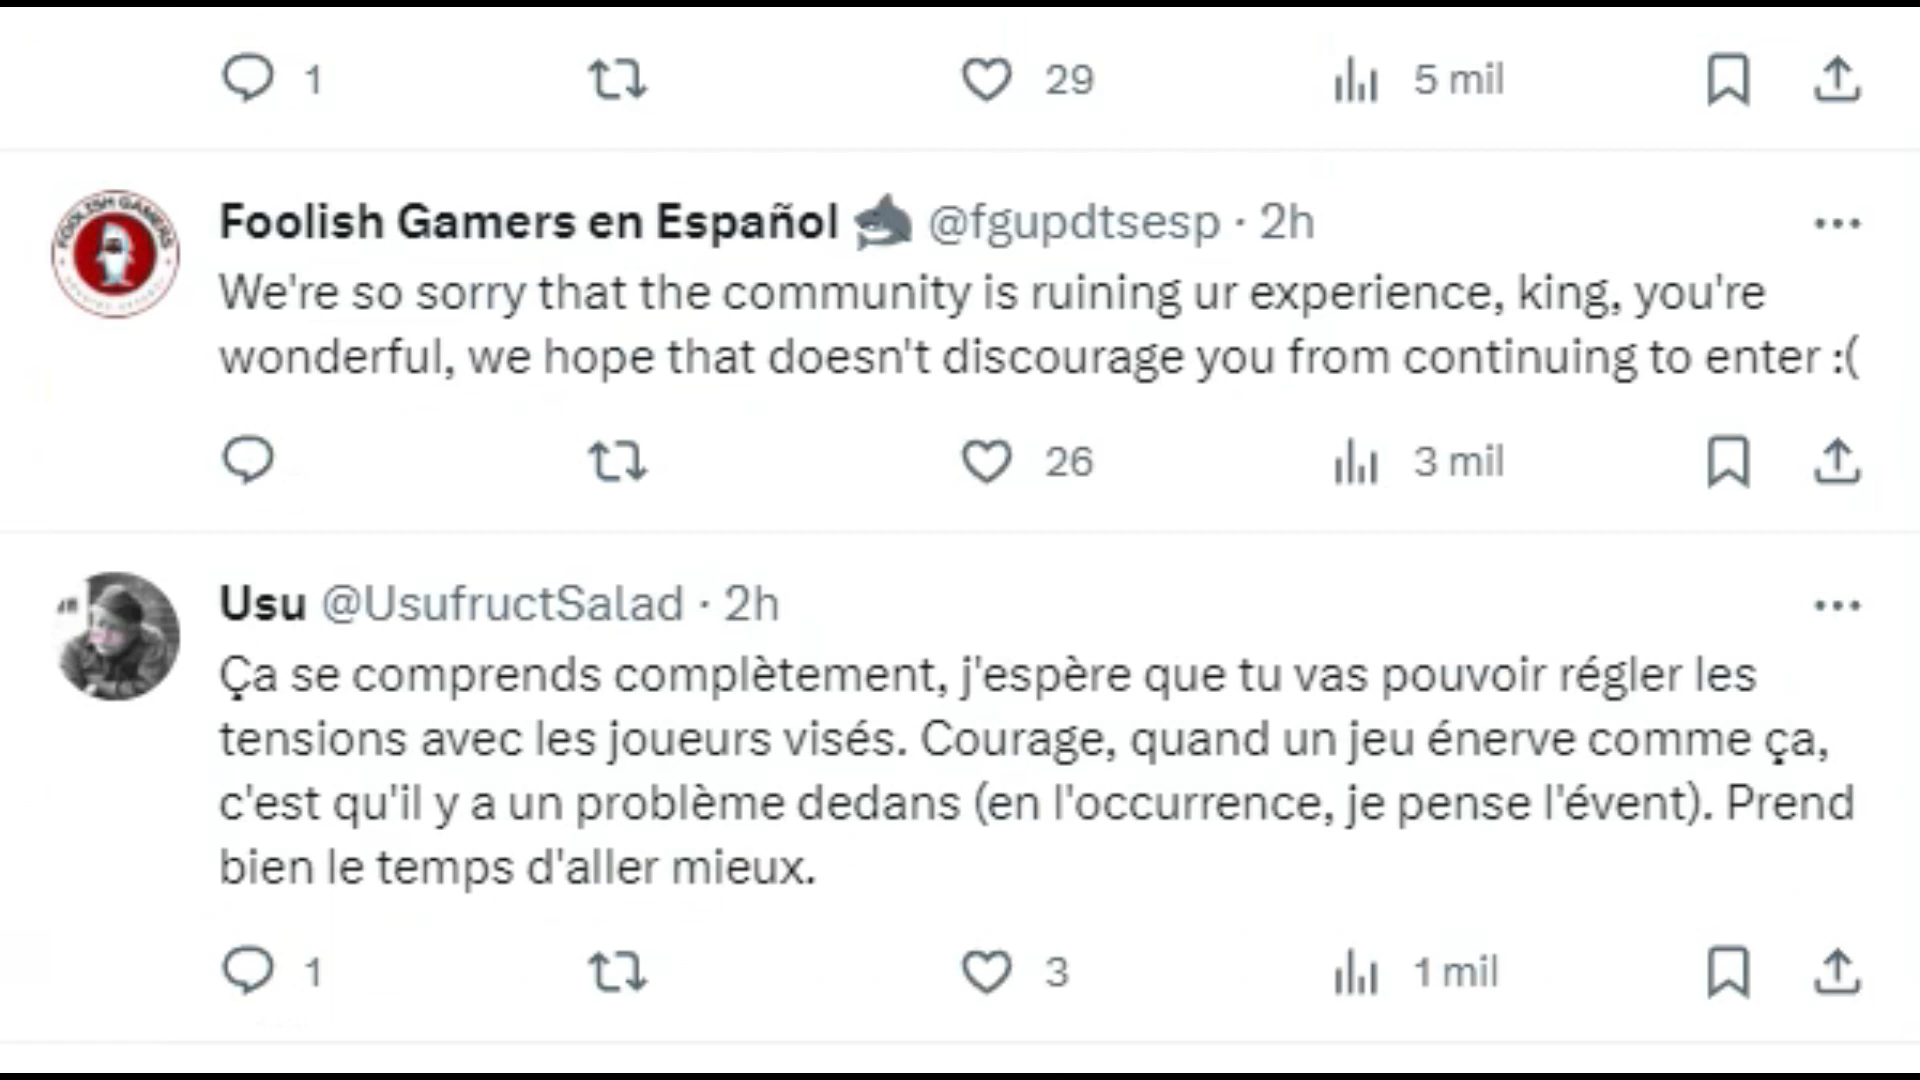 1 29 5 mil
FOOLISH GAMERS
Foolish Gamers en Español @fgupdtsesp · 2h
We're so sorry that the community is ruining ur experience, king, you're
wonderful, we hope that doesn't discourage you from continuing to enter :(
26 3 mil
Usu @UsufructSalad · 2h
Ça se comprends complètement, j'espère que tu vas pouvoir régler les
tensions avec les joueurs visés. Courage, quand un jeu énerve comme ça,
c'est qu'il y a un problème dedans (en l'occurrence, je pense l'évent). Prend
bien le temps d'aller mieux.
1 3 1 mil